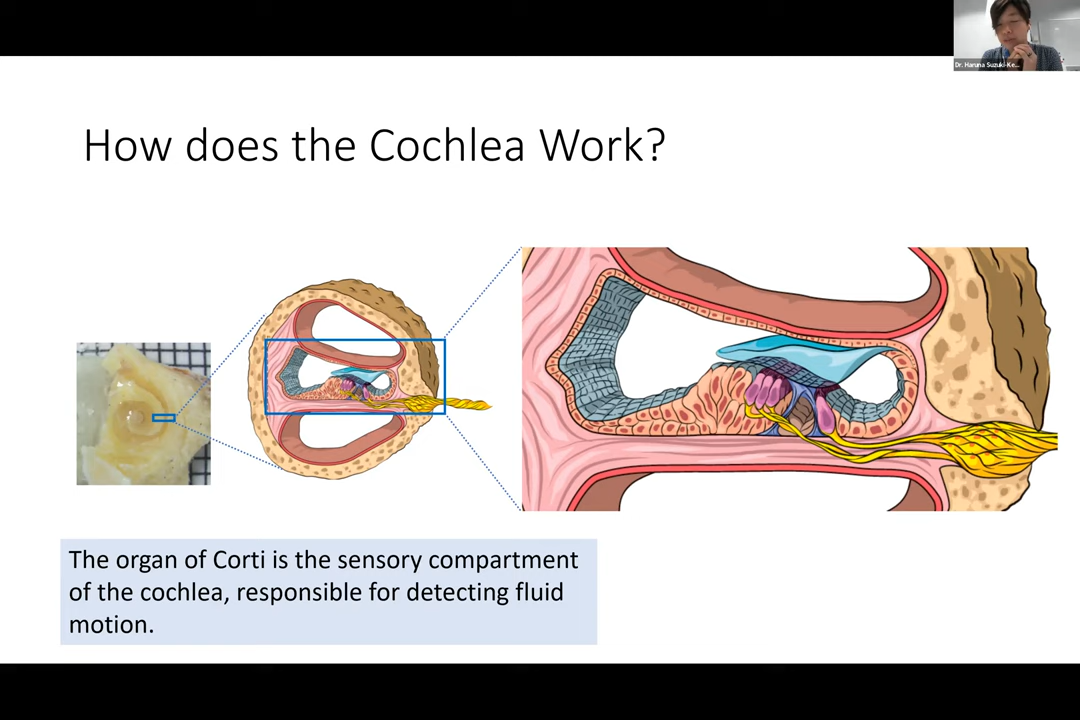 Dr. Haruna Suzuki-Ke...
How does the Cochlea Work?
The organ of Corti is the sensory compartment
of the cochlea, responsible for detecting fluid
motion.